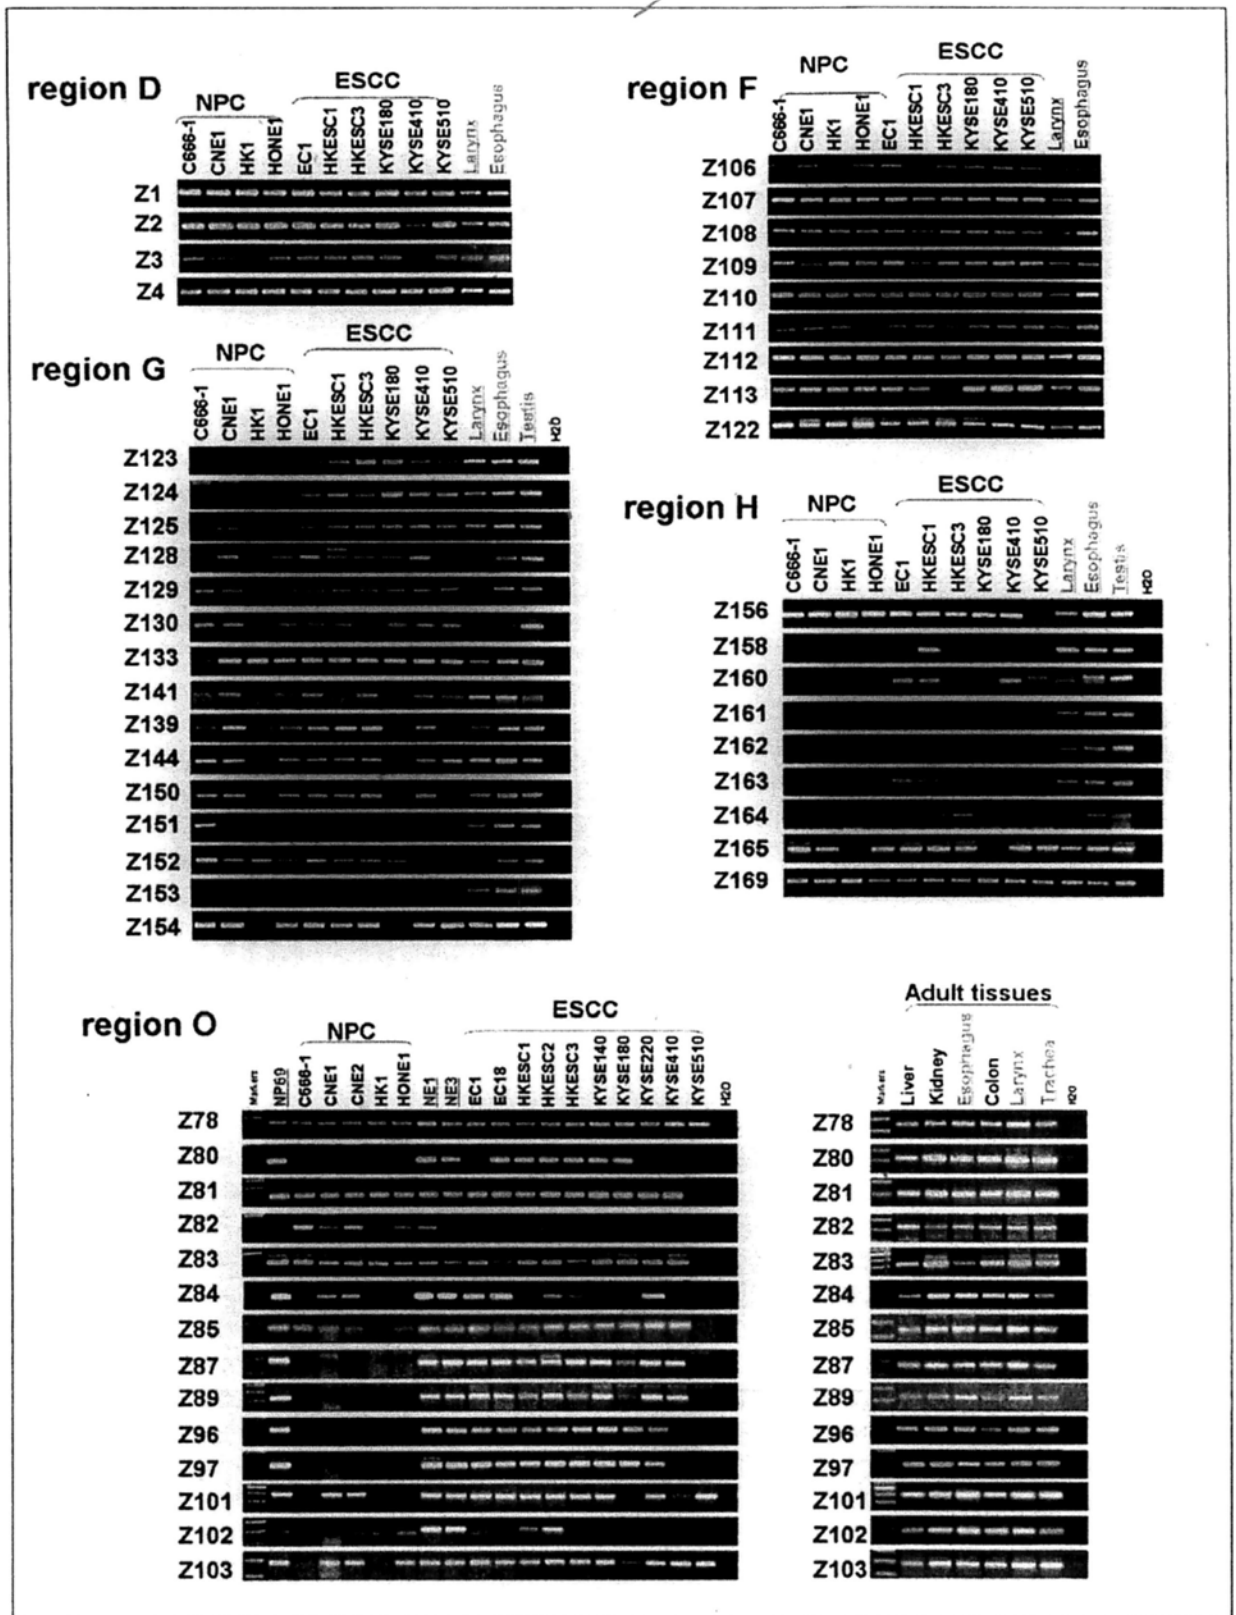 region D
NPC
ESCC
C666-1
CNE1
HK1
HONE1
EC1
HKESC1
HKESC3
KYSE180
KYSE410
KYSE510
Larynx
Esophagus
Z1
Z2
Z3
Z4
region F
NPC
ESCC
C666-1
CNE1
HK1
HONE1
EC1
HKESC1
HKESC3
KYSE180
KYSE410
KYSE510
Larynx
Esophagus
Z106
Z107
Z108
Z109
Z110
Z111
Z112
Z113
Z122
region G
NPC
ESCC
C666-1
CNE1
HK1
HONE1
EC1
HKESC1
HKESC3
KYSE180
KYSE410
KYSE510
Larynx
Esophagus
Testis
H2O
Z123
Z124
Z125
Z128
Z129
Z130
Z133
Z141
Z139
Z144
Z150
Z151
Z152
Z153
Z154
region H
NPC
ESCC
C666-1
CNE1
HK1
HONE1
EC1
HKESC1
HKESC3
KYSE180
KYSE410
KYSE510
Larynx
Esophagus
Testis
H2O
Z156
Z158
Z160
Z161
Z162
Z163
Z164
Z165
Z169
region O
NPC
ESCC
Markers
NP69
C666-1
CNE1
CNE2
HK1
HONE1
NE1
NE3
EC1
EC18
HKESC1
HKESC2
HKESC3
KYSE140
KYSE180
KYSE220
KYSE410
KYSE510
H2O
Z78
Z80
Z81
Z82
Z83
Z84
Z85
Z87
Z89
Z96
Z97
Z101
Z102
Z103
Adult tissues
Markers
Liver
Kidney
Esophagus
Colon
Larynx
Trachea
H2O
Z78
Z80
Z81
Z82
Z83
Z84
Z85
Z87
Z89
Z96
Z97
Z101
Z102
Z103